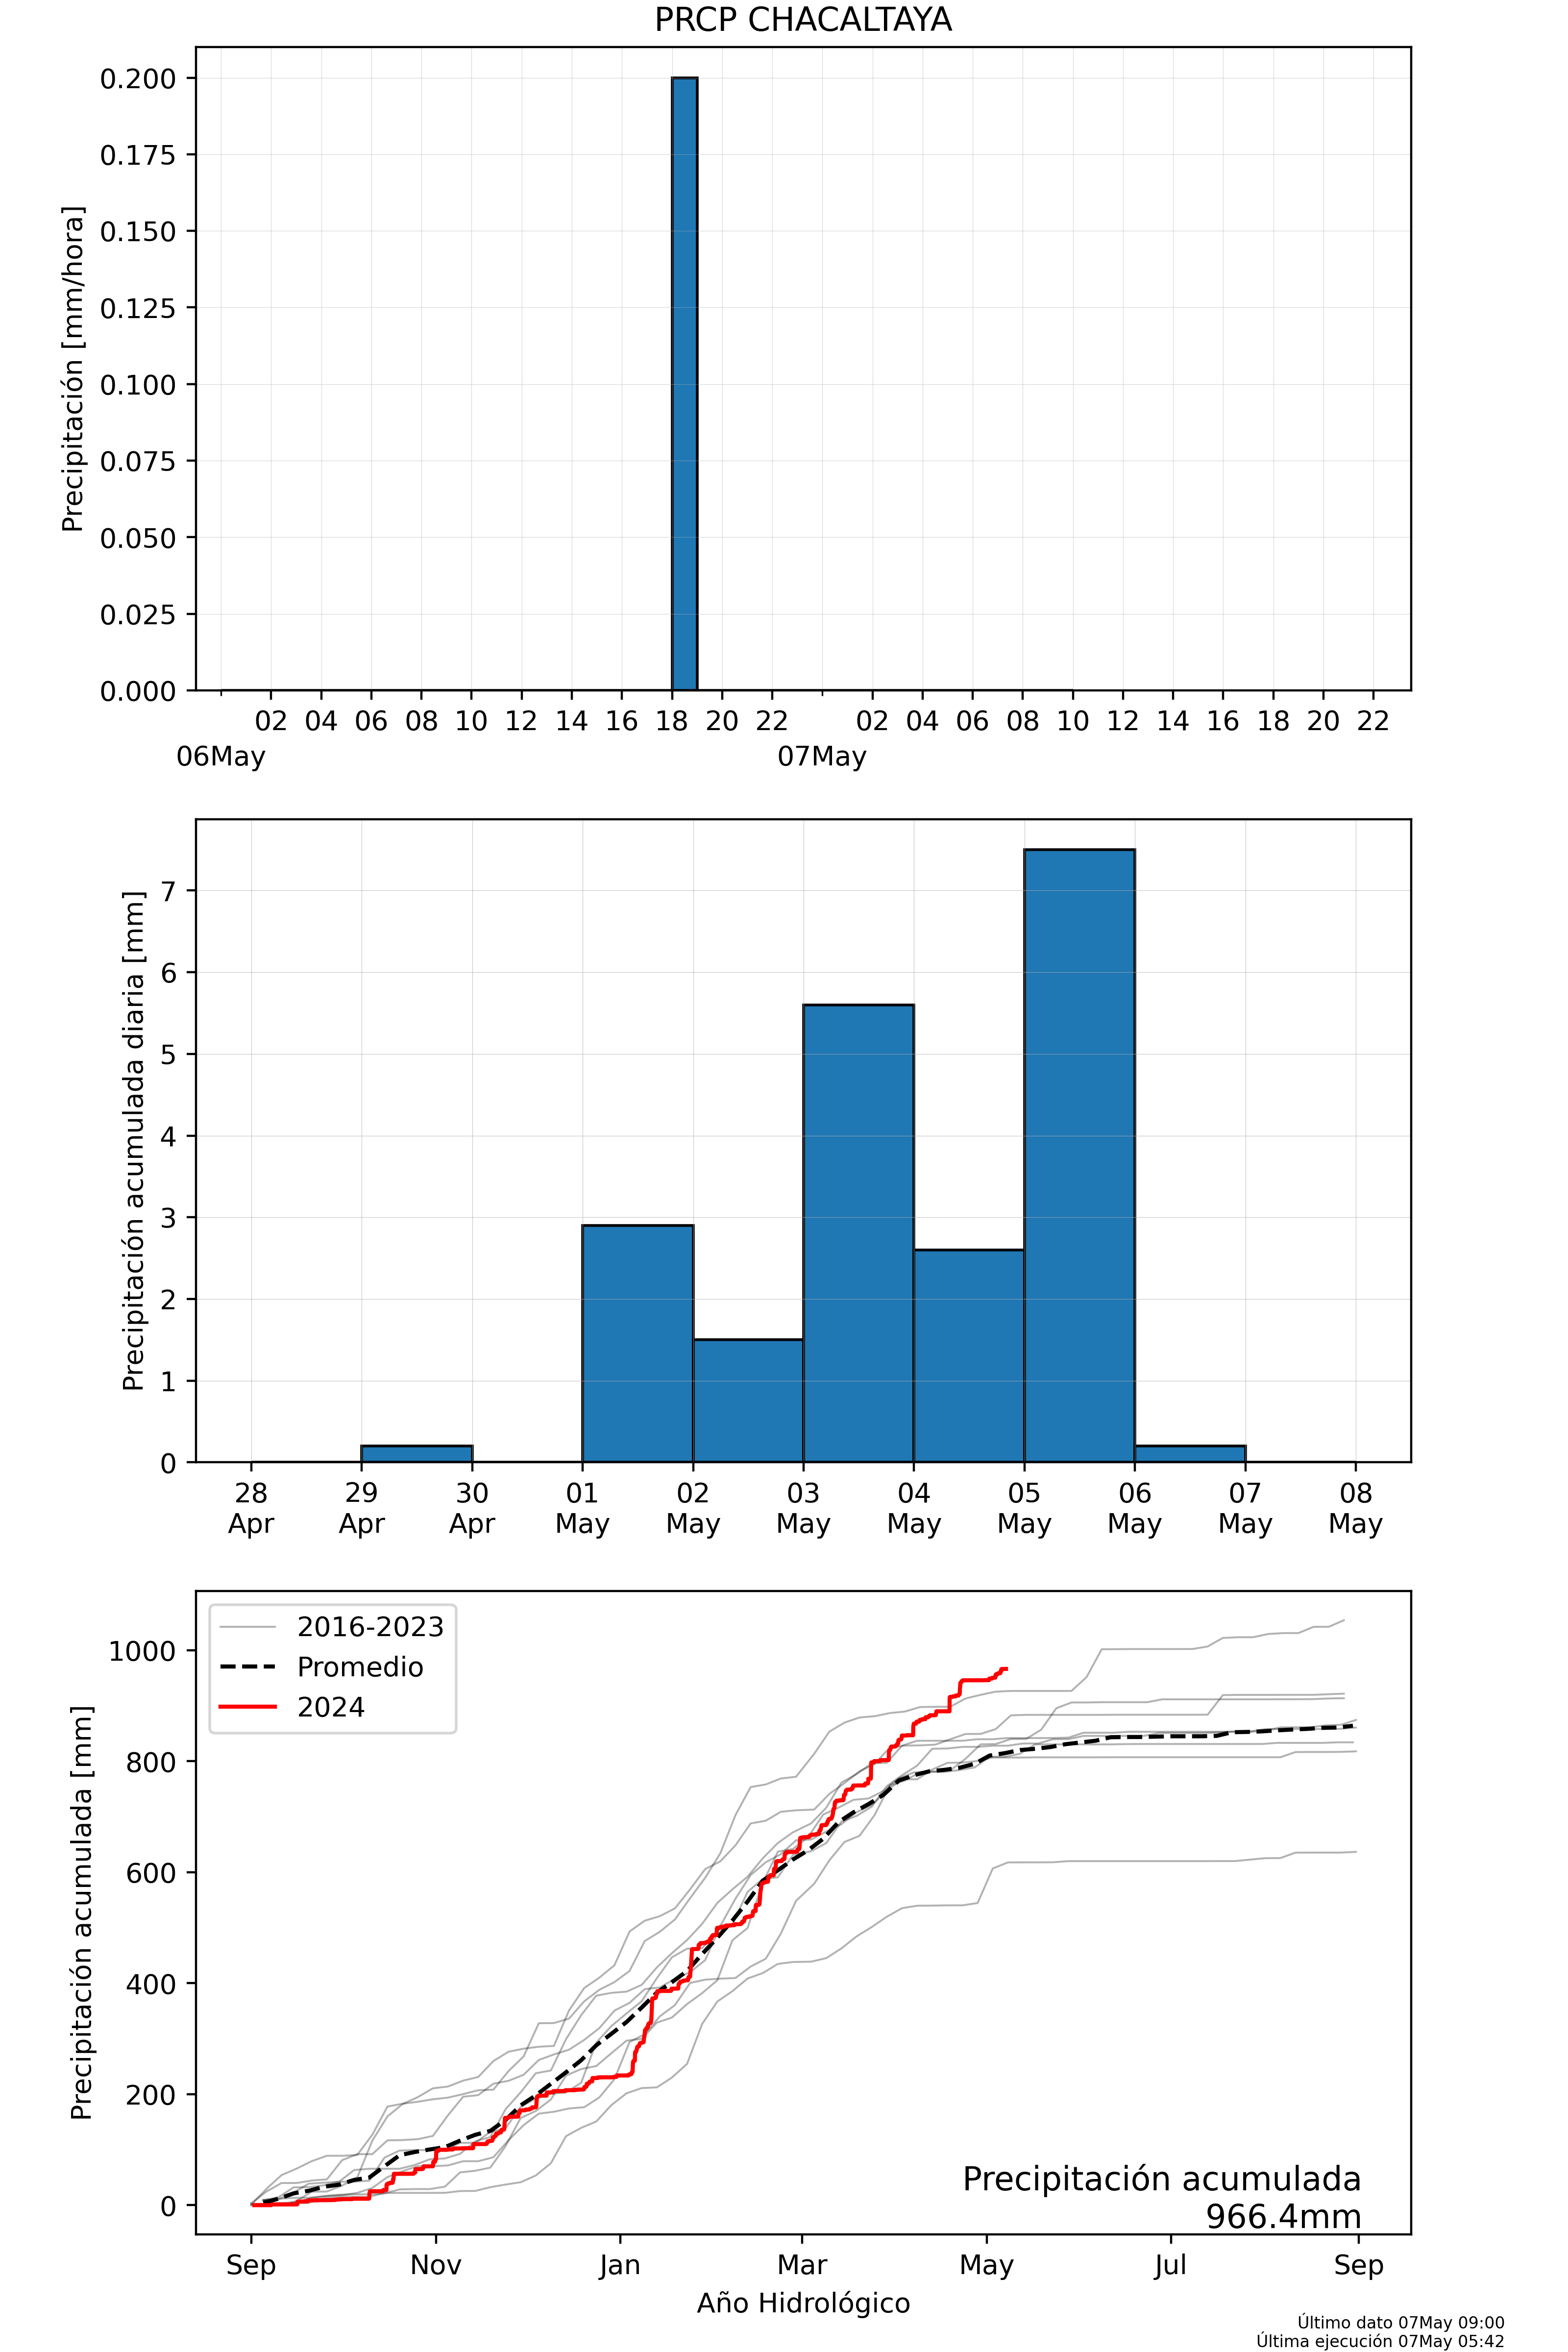 PRCP CHACALTAYA
Precipitación [mm/hora]
0.200
0.175
0.150
0.125
0.100
0.075
0.050
0.025
0.000
02 04 06 08 10 12 14 16 18 20 22 02 04 06 08 10 12 14 16 18 20 22
06May 07May
Precipitación acumulada diaria [mm]
7
6
5
4
3
2
1
0
28 29 30 01 02 03 04 05 06 07 08
Apr Apr Apr May May May May May May May May
Precipitación acumulada [mm]
1000
800
600
400
200
0
2016-2023
Promedio
2024
Precipitación acumulada
966.4mm
Sep Nov Jan Mar May Jul Sep
Año Hidrológico
Último dato 07May 09:00
Última ejecución 07May 05:42